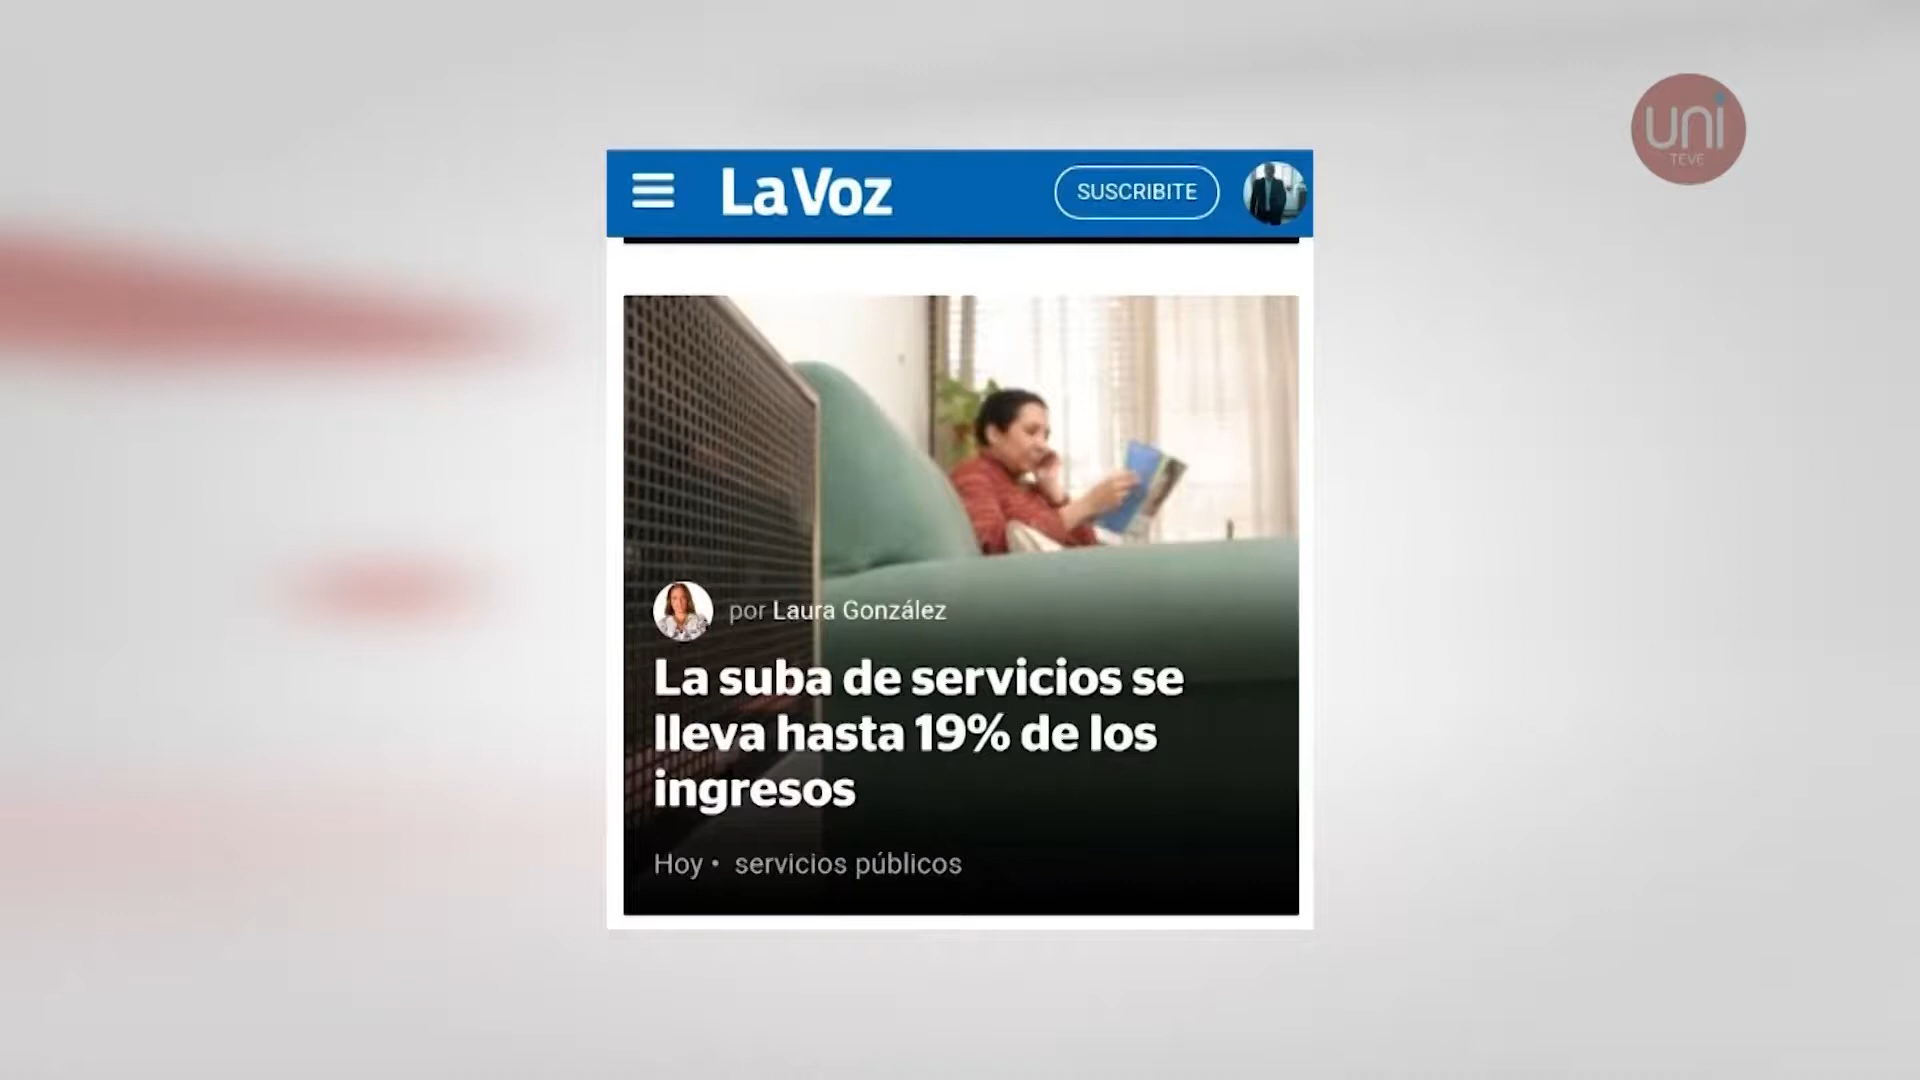 uni
TEVE
La Voz
SUSCRIBITE
por Laura González
La suba de servicios se
lleva hasta 19% de los
ingresos
Hoy • servicios públicos